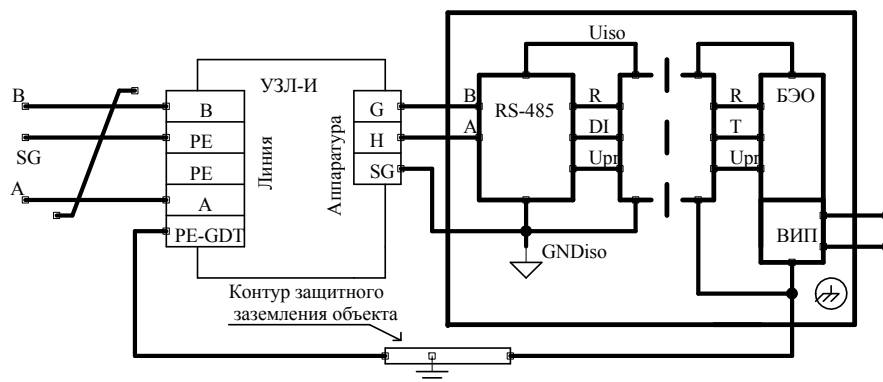 Uiso
УЗЛ-И
B
B
G
B
RS-485
R
R
БЭО
SG
PE
Линия
Аппаратура
H
A
DI
T
PE
SG
Upr
Upr
A
A
PE-GDT
GNDiso
ВИП
Контур защитного
заземления объекта